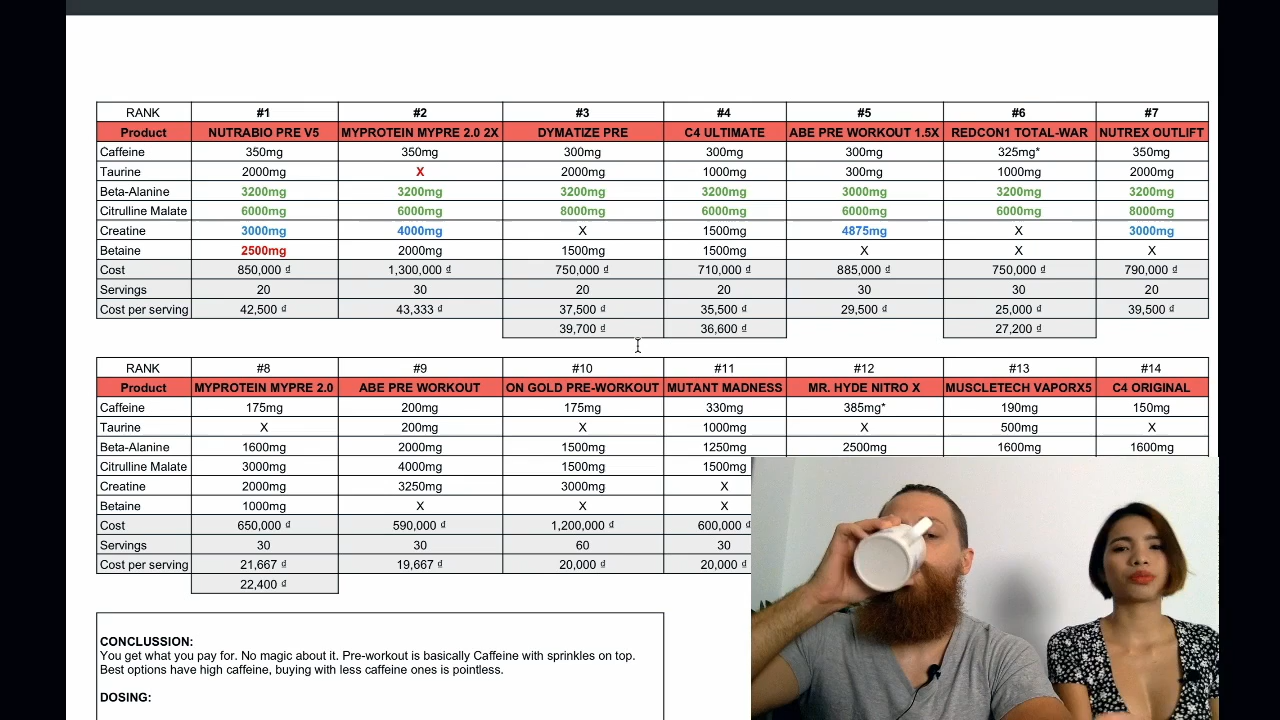 RANK #1 #2 #3 #4 #5 #6 #7
Product NUTRABIO PRE V5 MYPROTEIN MYPRE 2.0 2X DYMATIZE PRE C4 ULTIMATE ABE PRE WORKOUT 1.5X REDCON1 TOTAL-WAR NUTREX OUTLIFT
Caffeine 350mg 350mg 300mg 300mg 300mg 325mg* 350mg
Taurine 2000mg X 2000mg 1000mg 300mg 1000mg 2000mg
Beta-Alanine 3200mg 3200mg 3200mg 3200mg 3000mg 3200mg 3200mg
Citrulline Malate 6000mg 6000mg 8000mg 6000mg 6000mg 6000mg 8000mg
Creatine 3000mg 4000mg X 1500mg 4875mg X 3000mg
Betaine 2500mg 2000mg 1500mg 1500mg X X X
Cost 850,000 ₫ 1,300,000 ₫ 750,000 ₫ 710,000 ₫ 885,000 ₫ 750,000 ₫ 790,000 ₫
Servings 20 30 20 20 30 30 20
Cost per serving 42,500 ₫ 43,333 ₫ 37,500 ₫ 35,500 ₫ 29,500 ₫ 25,000 ₫ 39,500 ₫
39,700 ₫ 36,600 ₫ 27,200 ₫
RANK #8 #9 #10 #11 #12 #13 #14
Product MYPROTEIN MYPRE 2.0 ABE PRE WORKOUT ON GOLD PRE-WORKOUT MUTANT MADNESS MR. HYDE NITRO X MUSCLETECH VAPORX5 C4 ORIGINAL
Caffeine 175mg 200mg 175mg 330mg 385mg* 190mg 150mg
Taurine X 200mg X 1000mg X 500mg X
Beta-Alanine 1600mg 2000mg 1500mg 1250mg 2500mg 1600mg 1600mg
Citrulline Malate 3000mg 4000mg 1500mg 1500mg
Creatine 2000mg 3250mg 3000mg X
Betaine 1000mg X X X
Cost 650,000 ₫ 590,000 ₫ 1,200,000 ₫ 600,000 ₫
Servings 30 30 60 30
Cost per serving 21,667 ₫ 19,667 ₫ 20,000 ₫ 20,000 ₫
22,400 ₫
CONCLUSSION:
You get what you pay for. No magic about it. Pre-workout is basically Caffeine with sprinkles on top.
Best options have high caffeine, buying with less caffeine ones is pointless.
DOSING: